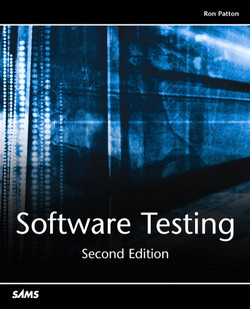 Ron Patton
Software Testing
Second Edition
SAMS